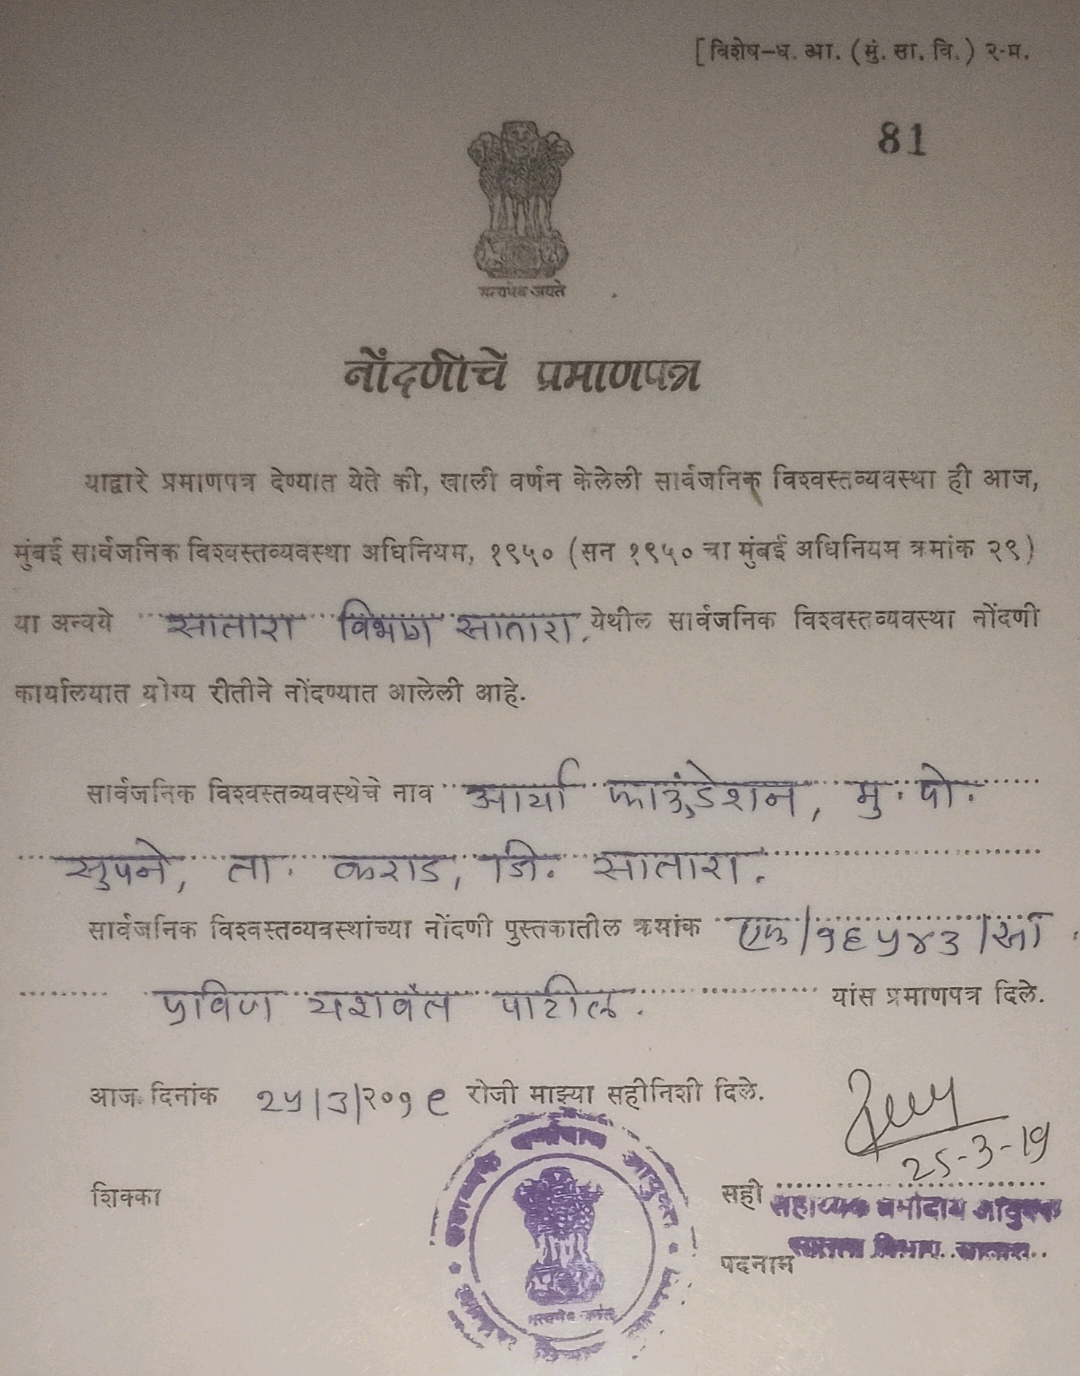 [विशेष-ध. आ. (मुं. सा. वि.) २-म.
81
सत्यमेव जयते
नोंदणीचे प्रमाणपत्र
याद्वारे प्रमाणपत्र देण्यात येते की, खाली वर्णन केलेली सार्वजनिक विश्वस्तव्यवस्था ही आज,
मुंबई सार्वजनिक विश्वस्तव्यवस्था अधिनियम, १९५० (सन १९५० चा मुंबई अधिनियम क्रमांक २९)
या अन्वये सातारा विभाग सातारा. येथील सार्वजनिक विश्वस्तव्यवस्था नोंदणी
कार्यालयात योग्य रीतीने नोंदण्यात आलेली आहे.
सार्वजनिक विश्वस्तव्यवस्थेचे नाव आर्या फाऊंडेशन, मु. पो.
सुपने, ता. कराड, जि. सातारा.
सार्वजनिक विश्वस्तव्यवस्थांच्या नोंदणी पुस्तकातील क्रमांक एफ/१६५४३/सा.
प्रविण यशवंत पाटील. यांस प्रमाणपत्र दिले.
आज दिनांक २५/३/२०१९ रोजी माझ्या सहीनिशी दिले.
25-3-19
शिक्का
सही
सहाय्यक धर्मादाय आयुक्त
पदनाम सातारा विभाग सातारा..
धर्मादाय आयुक्त